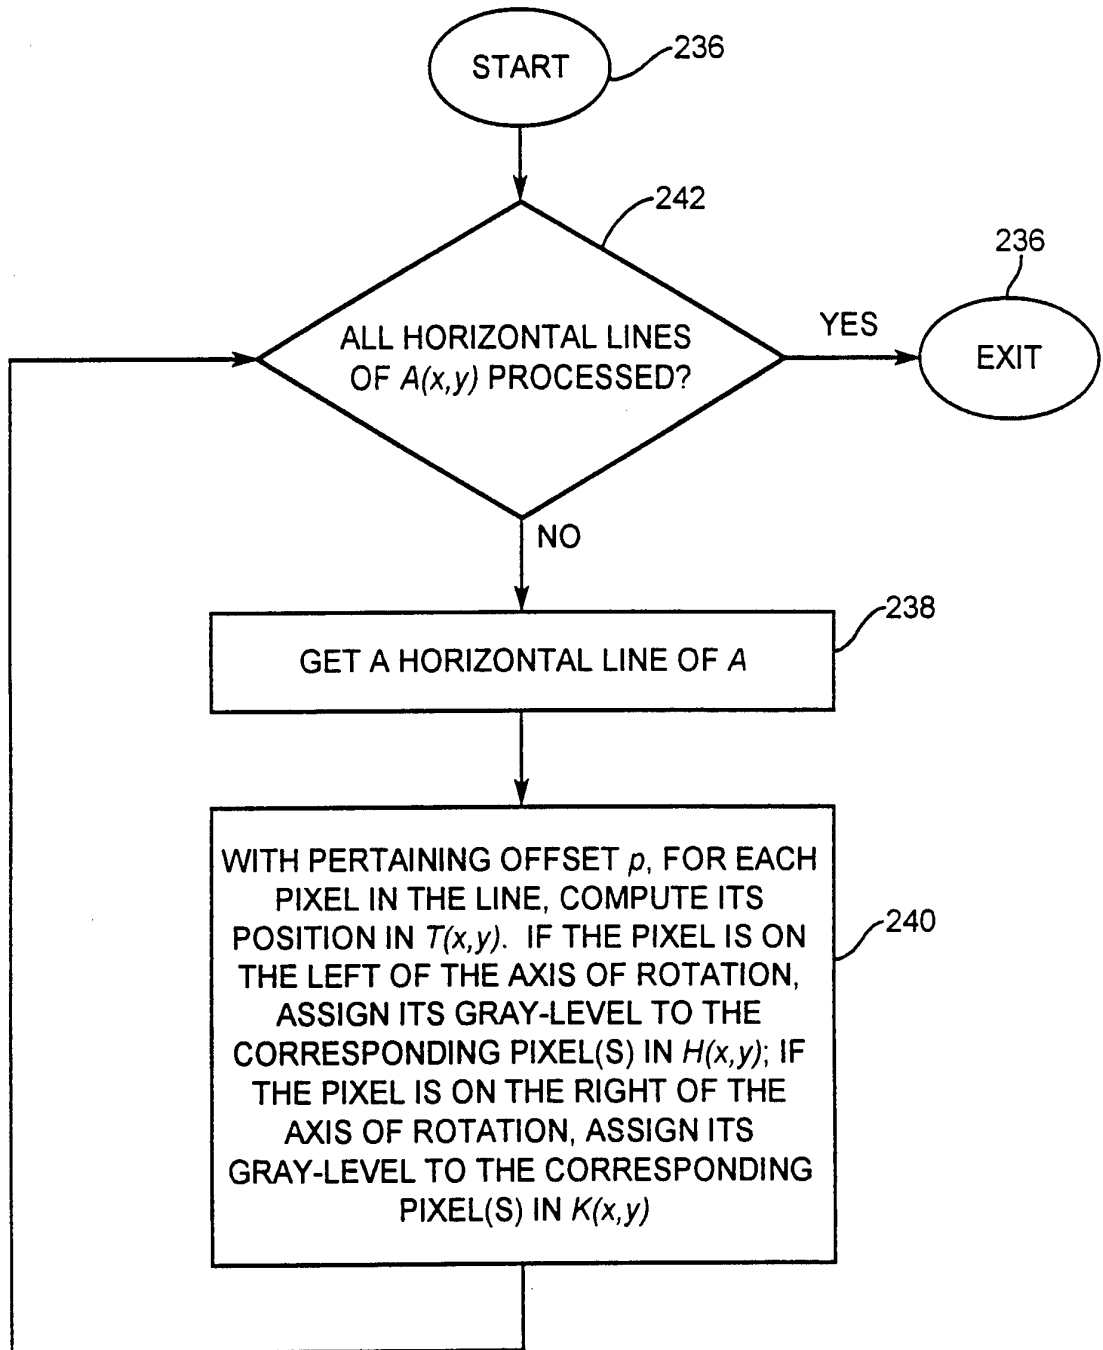 START
236
242
236
ALL HORIZONTAL LINES
OF A(x,y) PROCESSED?
YES
EXIT
NO
238
GET A HORIZONTAL LINE OF A
WITH PERTAINING OFFSET p, FOR EACH
PIXEL IN THE LINE, COMPUTE ITS
POSITION IN T(x,y). IF THE PIXEL IS ON
THE LEFT OF THE AXIS OF ROTATION,
ASSIGN ITS GRAY-LEVEL TO THE
CORRESPONDING PIXEL(S) IN H(x,y); IF
THE PIXEL IS ON THE RIGHT OF THE
AXIS OF ROTATION, ASSIGN ITS
GRAY-LEVEL TO THE CORRESPONDING
PIXEL(S) IN K(x,y)
240